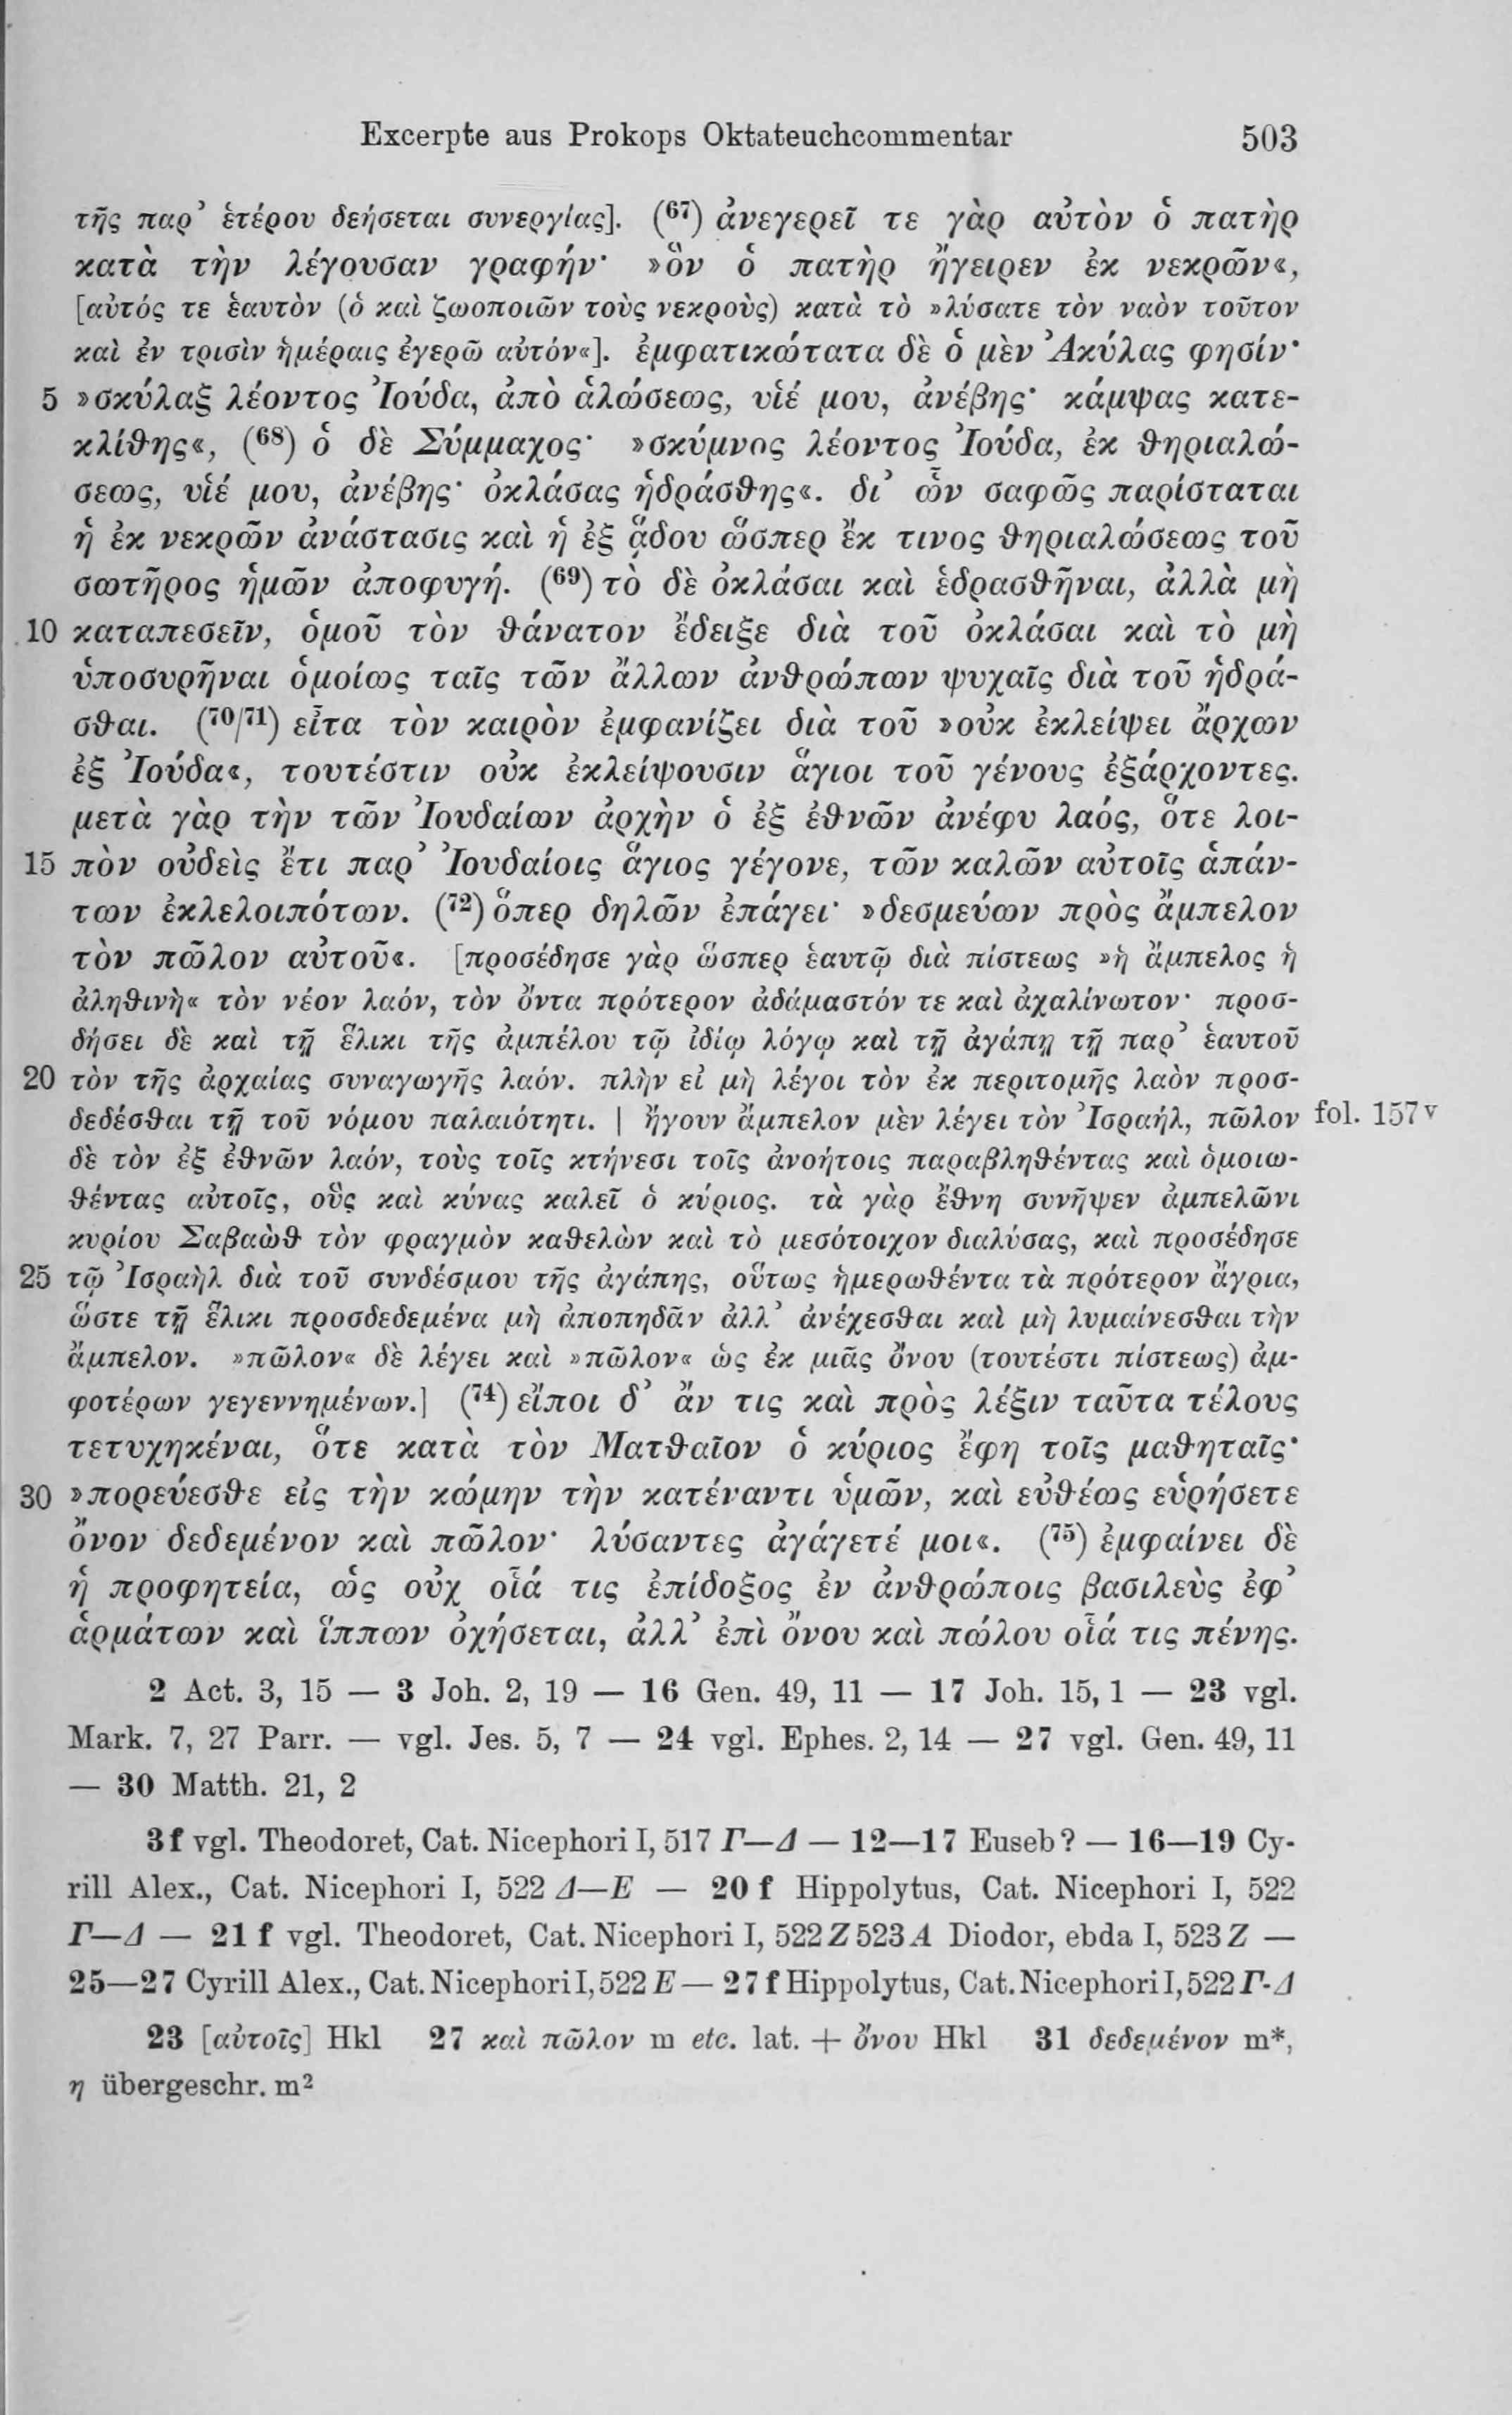 Excerpte aus Prokops Oktateuchcommentar 503
τῆς παρ’ ἑτέρου δεήσεται συνεργίας]. (67) ἀνεγερεῖ τε γὰρ αὐτὸν ὁ πατὴρ
κατὰ τὴν λέγουσαν γραφήν· »ὃν ὁ πατὴρ ἤγειρεν ἐκ νεκρῶν«,
[αὐτός τε ἑαυτὸν (ὁ καὶ ζωοποιῶν τοὺς νεκροὺς) κατὰ τὸ »λύσατε τὸν ναὸν τοῦτον
καὶ ἐν τρισὶν ἡμέραις ἐγερῶ αὐτόν«]. ἐμφατικώτατα δὲ ὁ μὲν Ἀκύλας φησίν·
5 »σκύλαξ λέοντος Ἰούδα, ἀπὸ ἁλώσεως, υἱέ μου, ἀνέβης· κάμψας κατε-
κλίθης«, (68) ὁ δὲ Σύμμαχος· »σκύμνος λέοντος Ἰούδα, ἐκ θηριαλώ-
σεως, υἱέ μου, ἀνέβης· ὀκλάσας ἡδράσθης«. δι’ ὧν σαφῶς παρίσταται
ἡ ἐκ νεκρῶν ἀνάστασις καὶ ἡ ἐξ ᾅδου ὥσπερ ἔκ τινος θηριαλώσεως τοῦ
σωτῆρος ἡμῶν ἀποφυγή. (69) τὸ δὲ ὀκλάσαι καὶ ἑδρασθῆναι, ἀλλὰ μὴ
10 καταπεσεῖν, ὁμοῦ τὸν θάνατον ἔδειξε διὰ τοῦ ὀκλάσαι καὶ τὸ μὴ
ὑποσυρῆναι ὁμοίως ταῖς τῶν ἄλλων ἀνθρώπων ψυχαῖς διὰ τοῦ ἡδρά-
σθαι. (70/71) εἶτα τὸν καιρὸν ἐμφανίζει διὰ τοῦ »οὐκ ἐκλείψει ἄρχων
ἐξ Ἰούδα«, τουτέστιν οὐκ ἐκλείψουσιν ἅγιοι τοῦ γένους ἐξάρχοντες.
μετὰ γὰρ τὴν τῶν Ἰουδαίων ἀρχὴν ὁ ἐξ ἐθνῶν ἀνέφυ λαός, ὅτε λοι-
15 πὸν οὐδεὶς ἔτι παρ’ Ἰουδαίοις ἅγιος γέγονε, τῶν καλῶν αὐτοῖς ἁπάν-
των ἐκλελοιπότων. (72) ὅπερ δηλῶν ἐπάγει· »δεσμεύων πρὸς ἄμπελον
τὸν πῶλον αὐτοῦ«. [προσέδησε γὰρ ὥσπερ ἑαυτῷ διὰ πίστεως »ἡ ἄμπελος ἡ
ἀληθινὴ« τὸν νέον λαόν, τὸν ὄντα πρότερον ἀδάμαστόν τε καὶ ἀχαλίνωτον· προσ-
δήσει δὲ καὶ τῇ ἕλικι τῆς ἀμπέλου τῷ ἰδίῳ λόγῳ καὶ τῇ ἀγάπῃ τῇ παρ’ ἑαυτοῦ
20 τὸν τῆς ἀρχαίας συναγωγῆς λαόν. πλὴν εἰ μὴ λέγοι τὸν ἐκ περιτομῆς λαὸν προσ-
δεδέσθαι τῇ τοῦ νόμου παλαιότητι. | ἤγουν ἄμπελον μὲν λέγει τὸν Ἰσραήλ, πῶλον fol. 157v
δὲ τὸν ἐξ ἐθνῶν λαόν, τοὺς τοῖς κτήνεσι τοῖς ἀνοήτοις παραβληθέντας καὶ ὁμοιω-
θέντας αὐτοῖς, οὓς καὶ κύνας καλεῖ ὁ κύριος. τὰ γὰρ ἔθνη συνῆψεν ἀμπελῶνι
κυρίου Σαβαὼθ τὸν φραγμὸν καθελὼν καὶ τὸ μεσότοιχον διαλύσας, καὶ προσέδησε
25 τῷ Ἰσραὴλ διὰ τοῦ συνδέσμου τῆς ἀγάπης, οὕτως ἡμερωθέντα τὰ πρότερον ἄγρια,
ὥστε τῇ ἕλικι προσδεδεμένα μὴ ἀποπηδᾶν ἀλλ’ ἀνέχεσθαι καὶ μὴ λυμαίνεσθαι τὴν
ἄμπελον. »πῶλον« δὲ λέγει καὶ »πῶλον« ὡς ἐκ μιᾶς ὄνου (τουτέστι πίστεως) ἀμ-
φοτέρων γεγεννημένων.] (74) εἴποι δ’ ἄν τις καὶ πρὸς λέξιν ταῦτα τέλους
τετυχηκέναι, ὅτε κατὰ τὸν Ματθαῖον ὁ κύριος ἔφη τοῖς μαθηταῖς·
30 »πορεύεσθε εἰς τὴν κώμην τὴν κατέναντι ὑμῶν, καὶ εὐθέως εὑρήσετε
ὄνον δεδεμένον καὶ πῶλον· λύσαντες ἀγάγετέ μοι«. (75) ἐμφαίνει δὲ
ἡ προφητεία, ὡς οὐχ οἷά τις ἐπίδοξος ἐν ἀνθρώποις βασιλεὺς ἐφ’
ἁρμάτων καὶ ἵππων ὀχήσεται, ἀλλ’ ἐπὶ ὄνου καὶ πώλου οἷά τις πένης.
2 Act. 3, 15 — 3 Joh. 2, 19 — 16 Gen. 49, 11 — 17 Joh. 15, 1 — 23 vgl.
Mark. 7, 27 Parr. — vgl. Jes. 5, 7 — 24 vgl. Ephes. 2, 14 — 27 vgl. Gen. 49, 11
— 30 Matth. 21, 2
3f vgl. Theodoret, Cat. Nicephori I, 517 Γ—Δ — 12—17 Euseb? — 16—19 Cy-
rill Alex., Cat. Nicephori I, 522 Δ—E — 20 f Hippolytus, Cat. Nicephori I, 522
Γ—Δ — 21 f vgl. Theodoret, Cat. Nicephori I, 522 Z 523 A Diodor, ebda I, 523 Z —
25—27 Cyrill Alex., Cat. Nicephori I, 522 E — 27 f Hippolytus, Cat. Nicephori I, 522 Γ-Δ
23 [αὐτοῖς] Hkl 27 καὶ πῶλον m etc. lat. + ὄνου Hkl 31 δεδεμένον m*,
η übergeschr. m2